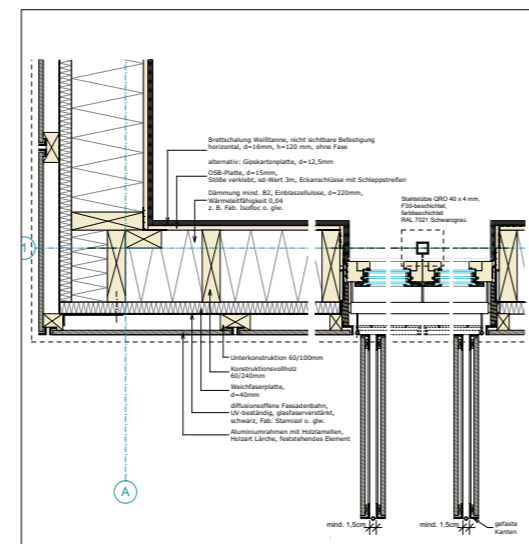 Brettschalung Weißtanne, nicht sichtbare Befestigung
horizontal, d=16mm, h=120 mm, ohne Fase
alternativ: Gipskartonplatte, d=12,5mm
OSB-Platte, d=15mm,
Stöße verklebt, sd-Wert 3m, Eckanschlüsse mit Schleppstreifen
Dämmung mind. B2, Einblaszellulose, d=220mm,
Wärmeleitfähigkeit 0,04
z. B. Fab. Isofloc o. glw.
Stahlstütze QRO 40 x 4 mm,
F30-beschichtet,
farbbeschichtet
RAL 7021 Schwarzgrau
1
Unterkonstruktion 60/100mm
Konstruktionsvollholz
60/240mm
Weichfaserplatte,
d=40mm
diffusionsoffene Fassadenbahn,
UV-beständig, glasfaserverstärkt,
schwarz, Fab. Stamisol o. glw.
Aluminiumrahmen mit Holzlamellen,
Holzart Lärche, feststehendes Element
A
mind. 1,5cm
mind. 1,5cm
gefaste
Kanten